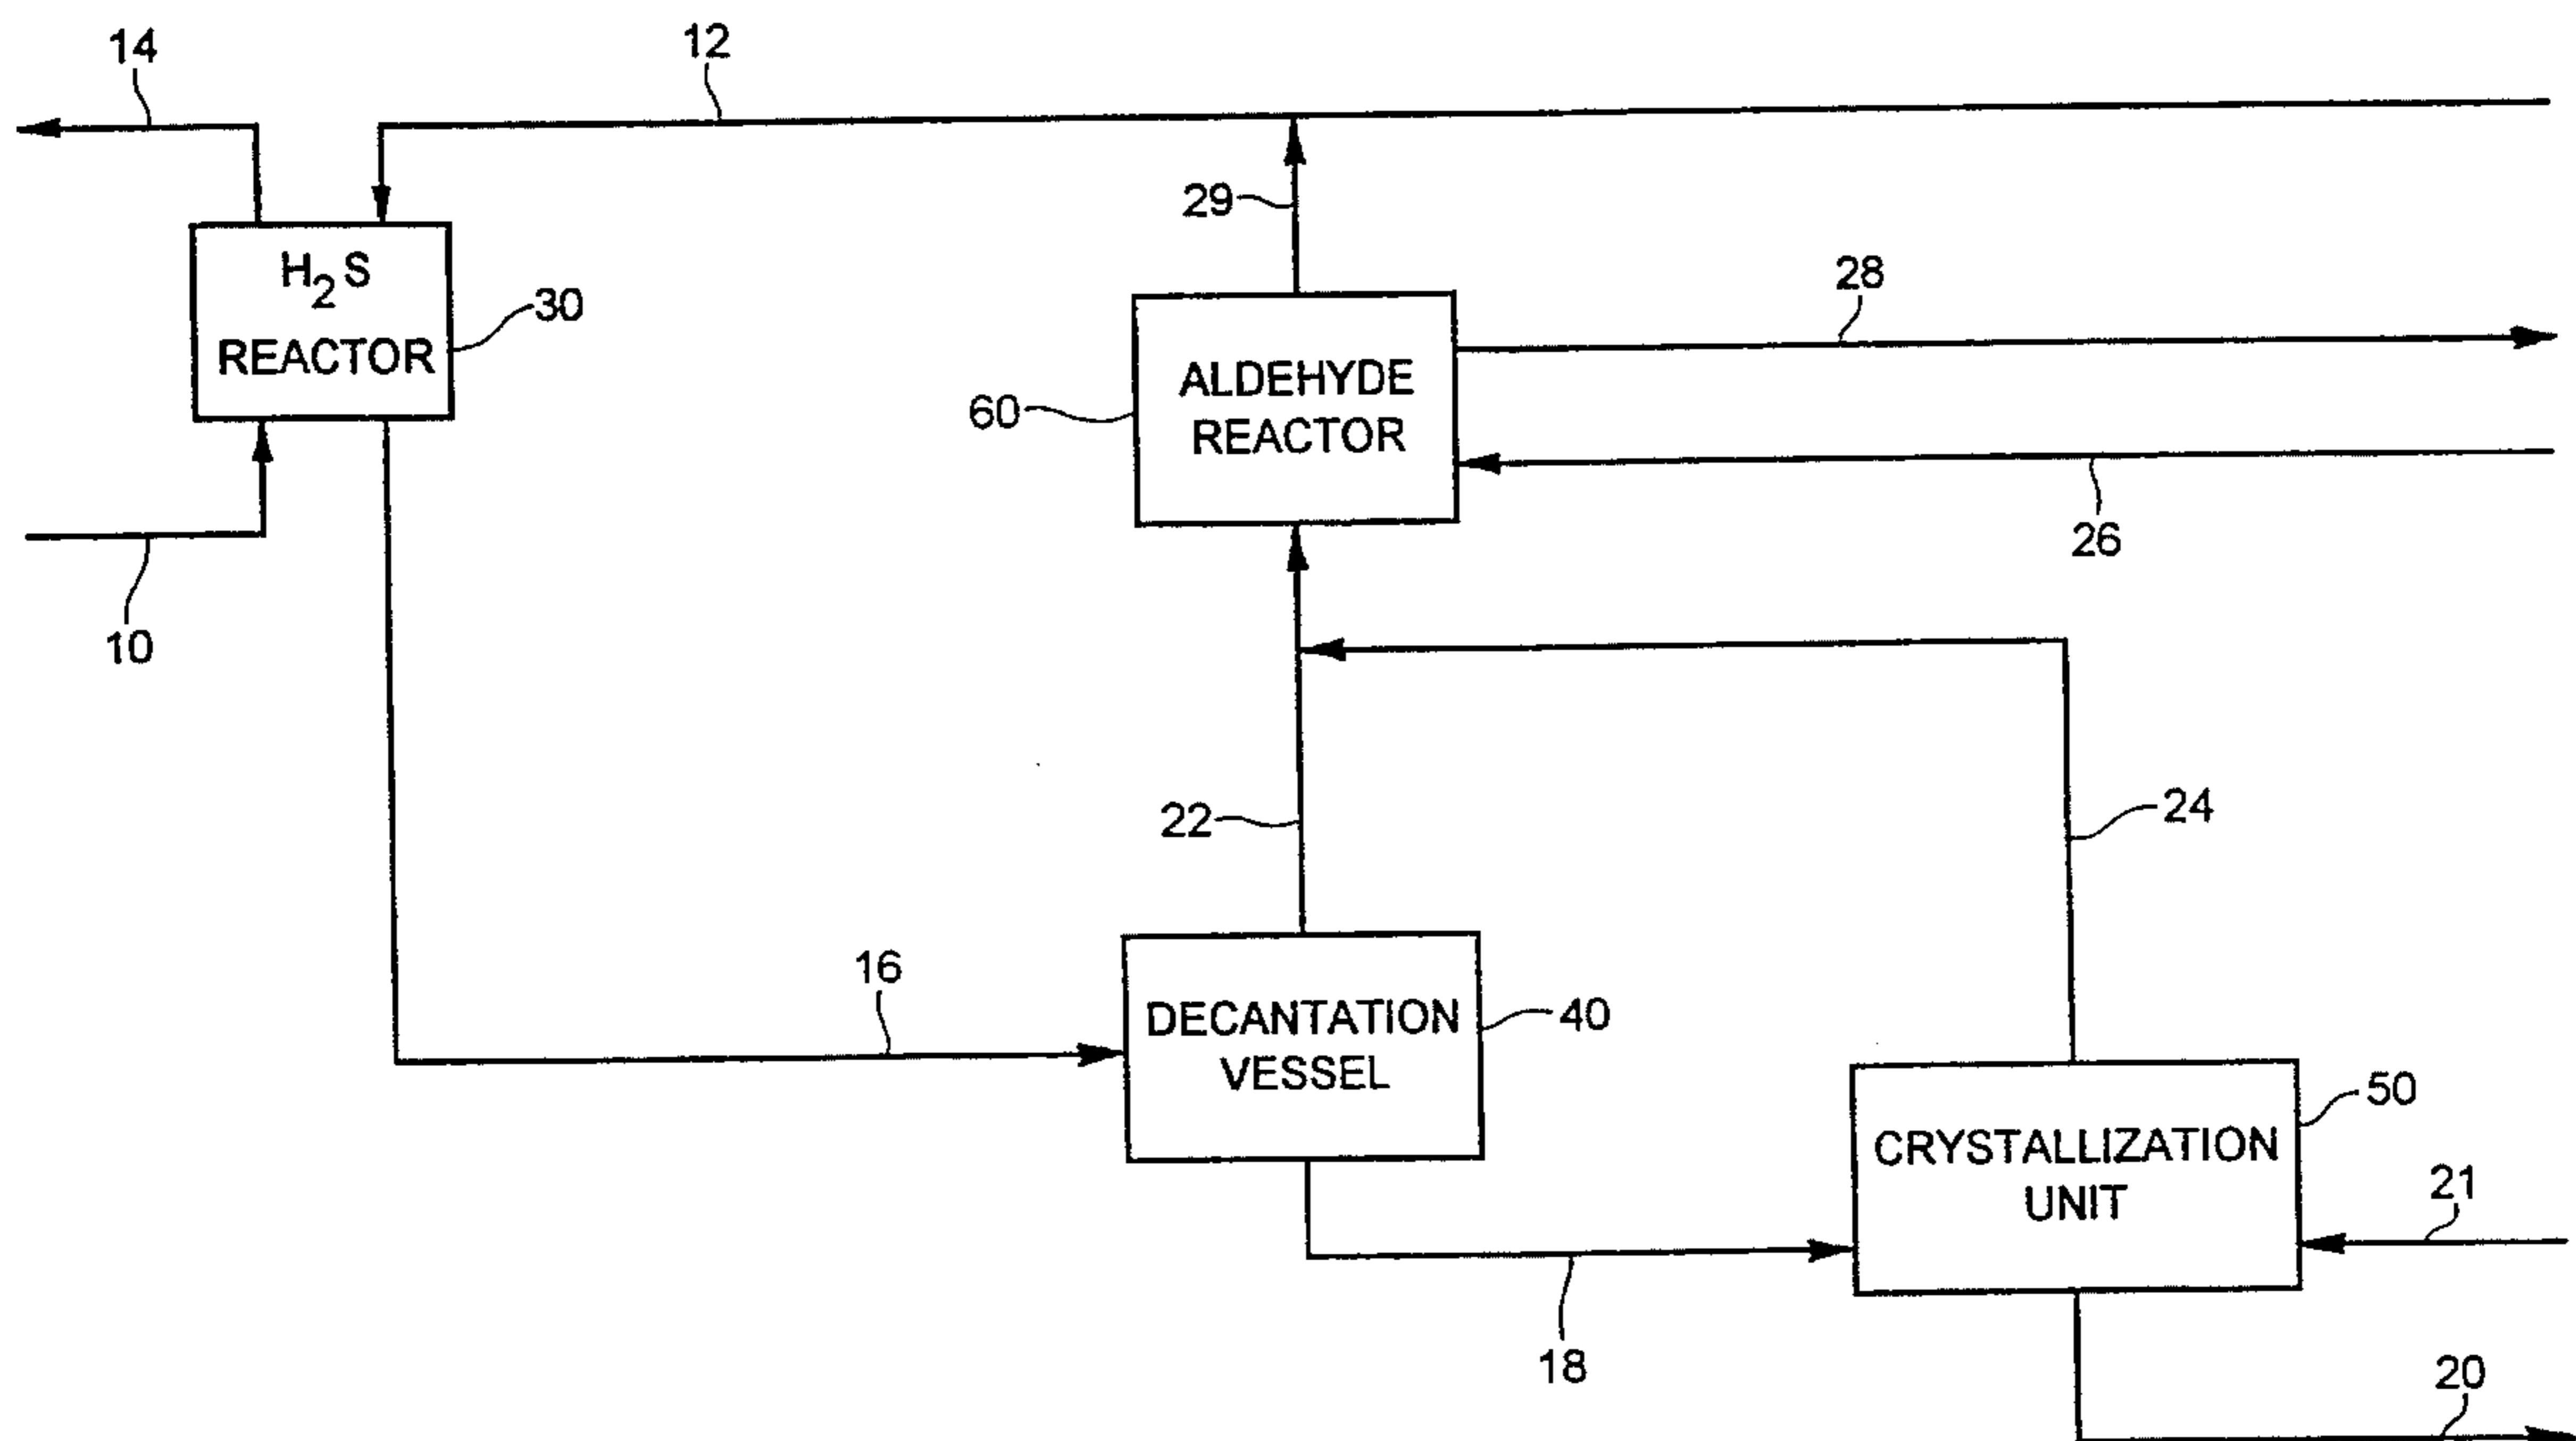 14
12
H2S
REACTOR
30
29
28
ALDEHYDE
REACTOR
60
26
10
22
24
16
DECANTATION
VESSEL
40
50
CRYSTALLIZATION
UNIT
21
18
20